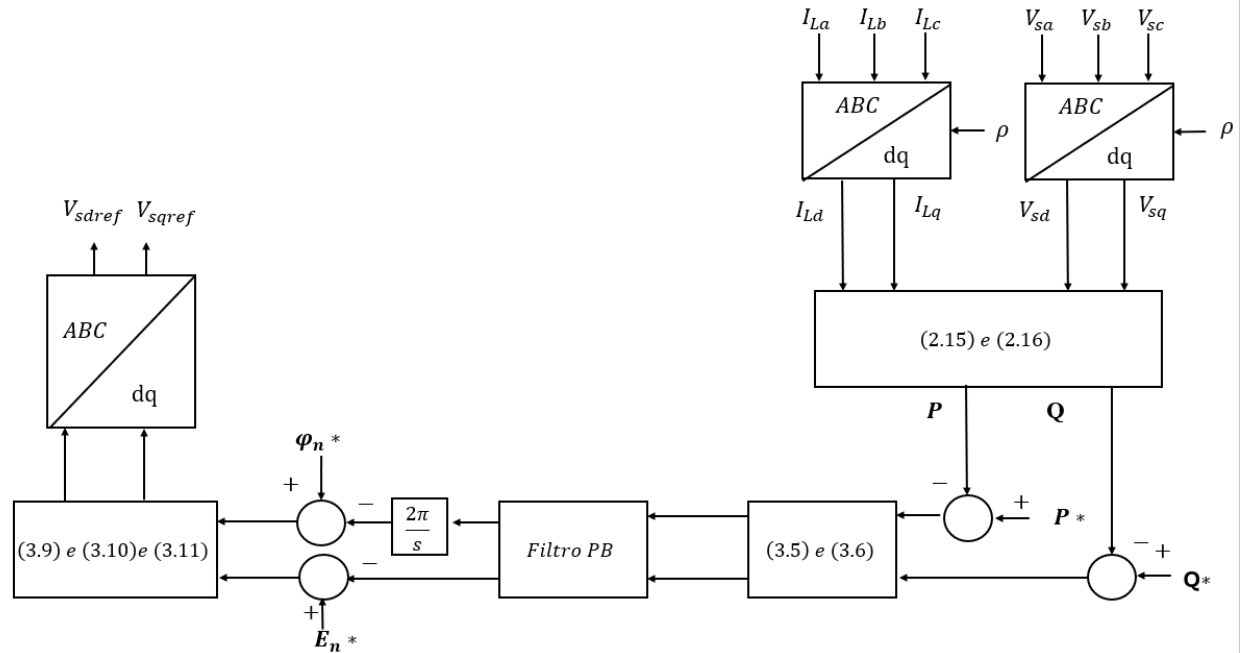 I_La I_Lb I_Lc V_sa V_sb V_sc
ABC dq ρ ABC dq ρ
I_Ld I_Lq V_sd V_sq
V_sdref V_sqref
ABC
dq
(2.15) e (2.16)
P Q
φ_n *
+ − 2π/s − + P *
(3.9) e (3.10)e (3.11) Filtro PB (3.5) e (3.6)
− − +
+ Q*
E_n *